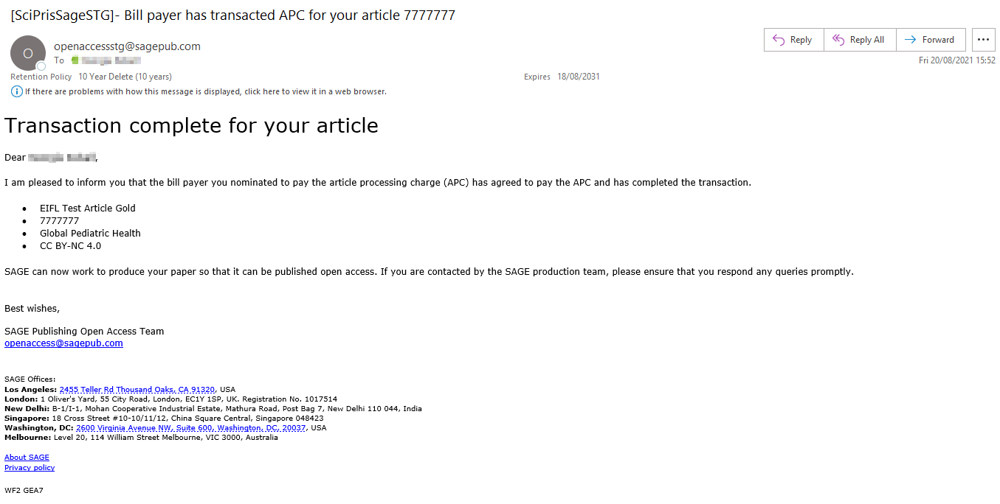 [SciPrisSageSTG]- Bill payer has transacted APC for your article 7777777
O
openaccessstg@sagepub.com
To
Reply
Reply All
Forward
Fri 20/08/2021 15:52
Retention Policy 10 Year Delete (10 years)
Expires 18/08/2031
If there are problems with how this message is displayed, click here to view it in a web browser.
Transaction complete for your article
Dear ,
I am pleased to inform you that the bill payer you nominated to pay the article processing charge (APC) has agreed to pay the APC and has completed the transaction.
• EIFL Test Article Gold
• 7777777
• Global Pediatric Health
• CC BY-NC 4.0
SAGE can now work to produce your paper so that it can be published open access. If you are contacted by the SAGE production team, please ensure that you respond any queries promptly.
Best wishes,
SAGE Publishing Open Access Team
openaccess@sagepub.com
SAGE Offices:
Los Angeles: 2455 Teller Rd Thousand Oaks, CA 91320, USA
London: 1 Oliver's Yard, 55 City Road, London, EC1Y 1SP, UK. Registration No. 1017514
New Delhi: B-1/I-1, Mohan Cooperative Industrial Estate, Mathura Road, Post Bag 7, New Delhi 110 044, India
Singapore: 18 Cross Street #10-10/11/12, China Square Central, Singapore 048423
Washington, DC: 2600 Virginia Avenue NW, Suite 600, Washington, DC, 20037, USA
Melbourne: Level 20, 114 William Street Melbourne, VIC 3000, Australia
About SAGE
Privacy policy
WF2 GEA7